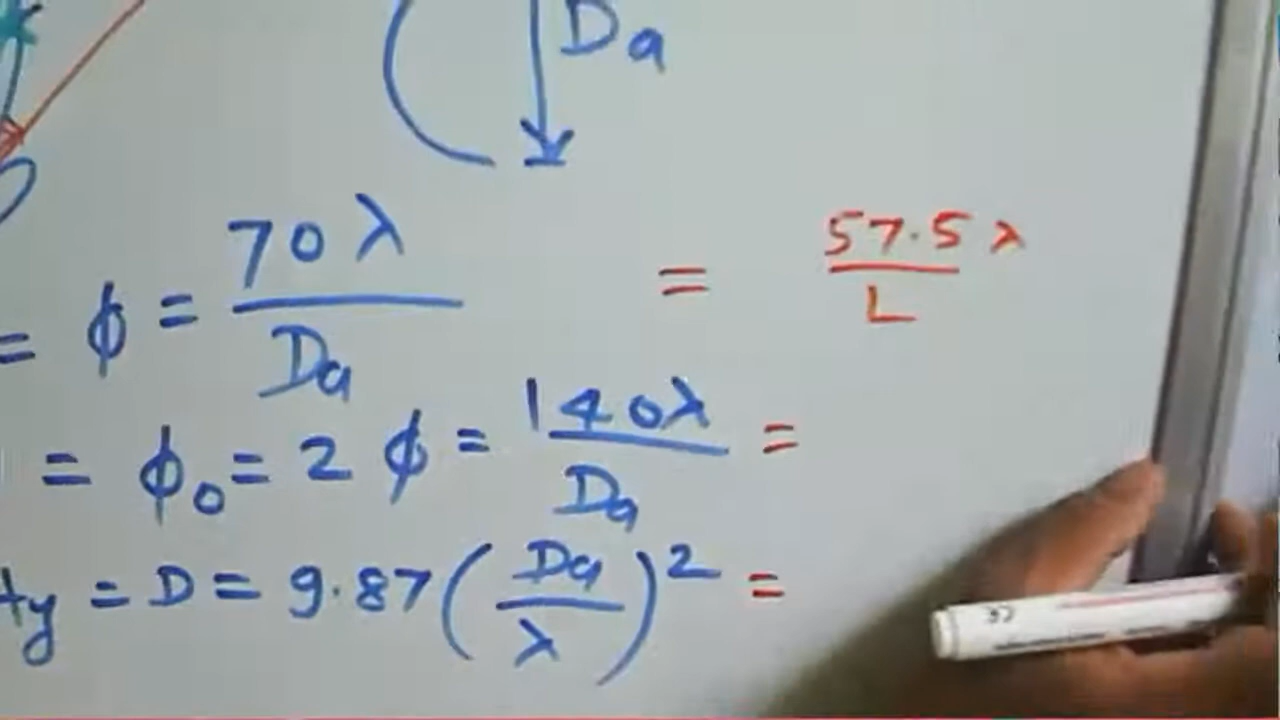 Da
= ϕ = 70λ / Da = 57.5λ / L
= ϕ₀ = 2ϕ = 140λ / Da =
ty = D = 9.87 (Da / λ)² =